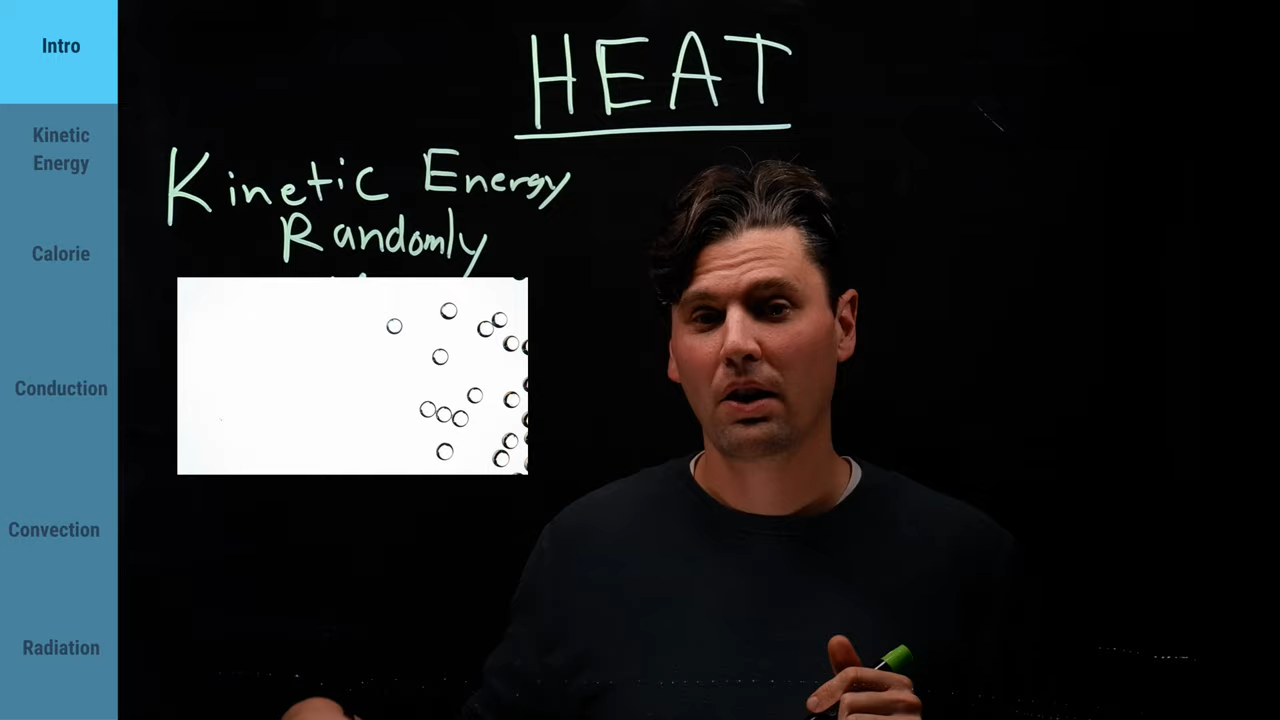 Intro
Kinetic
Energy
Calorie
Conduction
Convection
Radiation
HEAT
Kinetic Energy
Randomly